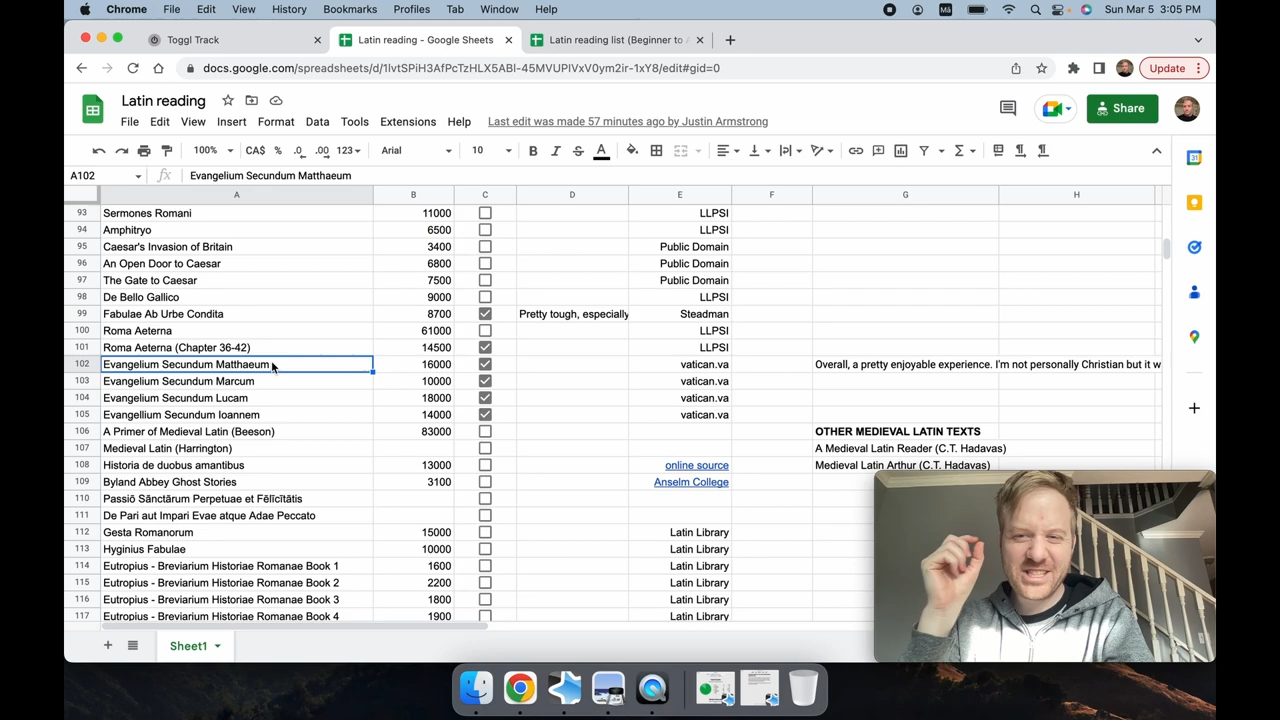 Chrome File Edit View History Bookmarks Profiles Tab Window Help Sun Mar 5 3:05 PM
Toggl Track Latin reading - Google Sheets Latin reading list (Beginner to
docs.google.com/spreadsheets/d/1lvtSPiH3AfPcTzHLX5ABl-45MVUPIVxV0ym2ir-1xY8/edit#gid=0 Update
Latin reading
File Edit View Insert Format Data Tools Extensions Help Last edit was made 57 minutes ago by Justin Armstrong
Share
100% CA$ % .0 .00 123 Arial 10 B I S A
A102 fx Evangelium Secundum Matthaeum
A B C D E F G H
93 Sermones Romani 11000 LLPSI
94 Amphitryo 6500 LLPSI
95 Caesar's Invasion of Britain 3400 Public Domain
96 An Open Door to Caesar 6800 Public Domain
97 The Gate to Caesar 7500 Public Domain
98 De Bello Gallico 9000 LLPSI
99 Fabulae Ab Urbe Condita 8700 Pretty tough, especially Steadman
100 Roma Aeterna 61000 LLPSI
101 Roma Aeterna (Chapter 36-42) 14500 LLPSI
102 Evangelium Secundum Matthaeum 16000 vatican.va Overall, a pretty enjoyable experience. I'm not personally Christian but it w
103 Evangelium Secundum Marcum 10000 vatican.va
104 Evangelium Secundum Lucam 18000 vatican.va
105 Evangellium Secundum Ioannem 14000 vatican.va
106 A Primer of Medieval Latin (Beeson) 83000 OTHER MEDIEVAL LATIN TEXTS
107 Medieval Latin (Harrington) A Medieval Latin Reader (C.T. Hadavas)
108 Historia de duobus amantibus 13000 online source Medieval Latin Arthur (C.T. Hadavas)
109 Byland Abbey Ghost Stories 3100 Anselm College
110 Passiō Sānctārum Perpetuae et Fēlīcitātis
111 De Pari aut Impari Evae atque Adae Peccato
112 Gesta Romanorum 15000 Latin Library
113 Hyginius Fabulae 10000 Latin Library
114 Eutropius - Breviarium Historiae Romanae Book 1 1600 Latin Library
115 Eutropius - Breviarium Historiae Romanae Book 2 2200 Latin Library
116 Eutropius - Breviarium Historiae Romanae Book 3 1800 Latin Library
117 Eutropius - Breviarium Historiae Romanae Book 4 1900 Latin Library
Sheet1